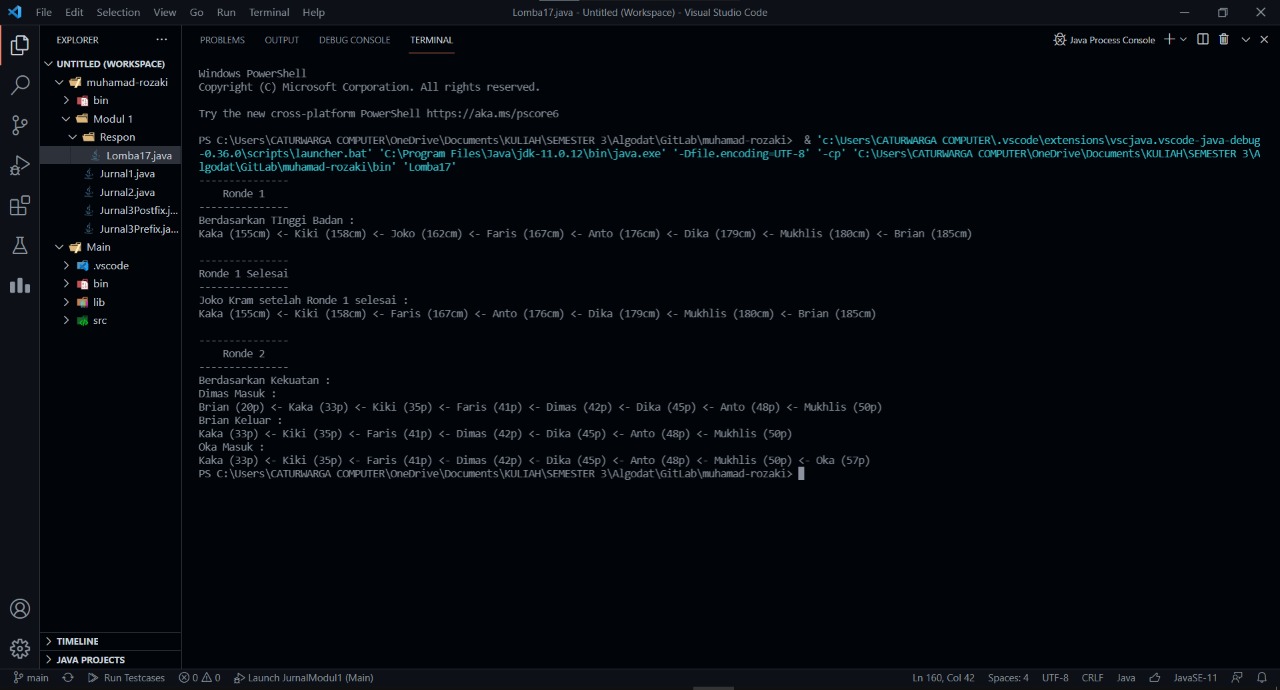 File Edit Selection View Go Run Terminal Help
Lomba17.java - Untitled (Workspace) - Visual Studio Code
EXPLORER
UNTITLED (WORKSPACE)
muhamad-rozaki
bin
Modul 1
Respon
Lomba17.java
Jurnal1.java
Jurnal2.java
Jurnal3Postfix.j...
Jurnal3Prefix.ja...
Main
.vscode
bin
lib
src
TIMELINE
JAVA PROJECTS
PROBLEMS OUTPUT DEBUG CONSOLE TERMINAL
Java Process Console
Windows PowerShell
Copyright (C) Microsoft Corporation. All rights reserved.
Try the new cross-platform PowerShell https://aka.ms/pscore6
PS C:\Users\CATURWARGA COMPUTER\OneDrive\Documents\KULIAH\SEMESTER 3\Algodat\GitLab\muhamad-rozaki> & 'c:\Users\CATURWARGA COMPUTER\.vscode\extensions\vscjava.vscode-java-debug
-0.36.0\scripts\launcher.bat' 'C:\Program Files\Java\jdk-11.0.12\bin\java.exe' '-Dfile.encoding=UTF-8' '-cp' 'C:\Users\CATURWARGA COMPUTER\OneDrive\Documents\KULIAH\SEMESTER 3\A
lgodat\GitLab\muhamad-rozaki\bin' 'Lomba17'
---------------
Ronde 1
---------------
Berdasarkan TInggi Badan :
Kaka (155cm) <- Kiki (158cm) <- Joko (162cm) <- Faris (167cm) <- Anto (176cm) <- Dika (179cm) <- Mukhlis (180cm) <- Brian (185cm)
---------------
Ronde 1 Selesai
---------------
Joko Kram setelah Ronde 1 selesai :
Kaka (155cm) <- Kiki (158cm) <- Faris (167cm) <- Anto (176cm) <- Dika (179cm) <- Mukhlis (180cm) <- Brian (185cm)
---------------
Ronde 2
---------------
Berdasarkan Kekuatan :
Dimas Masuk :
Brian (20p) <- Kaka (33p) <- Kiki (35p) <- Faris (41p) <- Dimas (42p) <- Dika (45p) <- Anto (48p) <- Mukhlis (50p)
Brian Keluar :
Kaka (33p) <- Kiki (35p) <- Faris (41p) <- Dimas (42p) <- Dika (45p) <- Anto (48p) <- Mukhlis (50p)
Oka Masuk :
Kaka (33p) <- Kiki (35p) <- Faris (41p) <- Dimas (42p) <- Dika (45p) <- Anto (48p) <- Mukhlis (50p) <- Oka (57p)
PS C:\Users\CATURWARGA COMPUTER\OneDrive\Documents\KULIAH\SEMESTER 3\Algodat\GitLab\muhamad-rozaki>
main Run Testcases 0 0 Launch JurnalModul1 (Main) Ln 160, Col 42 Spaces: 4 UTF-8 CRLF Java JavaSE-11